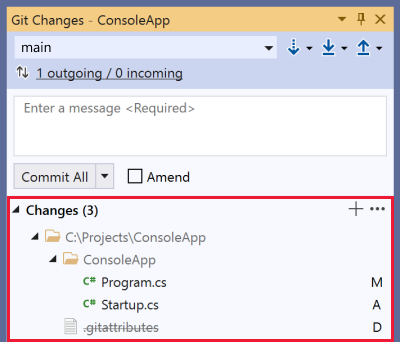 Git Changes - ConsoleApp
main
1 outgoing / 0 incoming
Enter a message <Required>
Commit All
Amend
Changes (3)
C:\Projects\ConsoleApp
ConsoleApp
C# Program.cs M
C# Startup.cs A
.gitattributes D